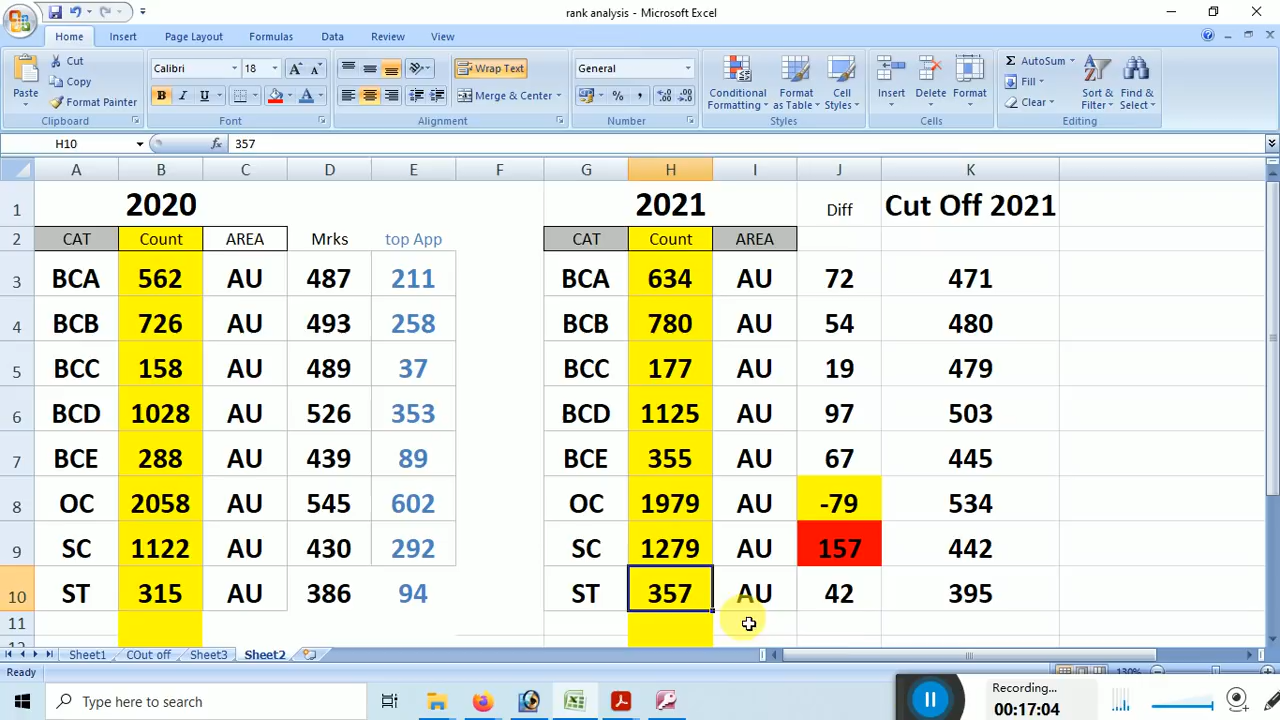 rank analysis - Microsoft Excel
Home Insert Page Layout Formulas Data Review View
Paste Cut Copy Format Painter
Calibri 18
B I U
Wrap Text
Merge & Center
General
% ,
Conditional Formatting Format as Table Cell Styles
Insert Delete Format
Σ AutoSum Fill Clear
Sort & Filter Find & Select
Clipboard Font Alignment Number Styles Cells Editing
H10 fx 357
A B C D E F G H I J K
1 2020 2021 Diff Cut Off 2021
2 CAT Count AREA Mrks top App CAT Count AREA
3 BCA 562 AU 487 211 BCA 634 AU 72 471
4 BCB 726 AU 493 258 BCB 780 AU 54 480
5 BCC 158 AU 489 37 BCC 177 AU 19 479
6 BCD 1028 AU 526 353 BCD 1125 AU 97 503
7 BCE 288 AU 439 89 BCE 355 AU 67 445
8 OC 2058 AU 545 602 OC 1979 AU -79 534
9 SC 1122 AU 430 292 SC 1279 AU 157 442
10 ST 315 AU 386 94 ST 357 AU 42 395
11
Sheet1 COut off Sheet3 Sheet2
Ready 130%
Type here to search
Recording...
00:17:04